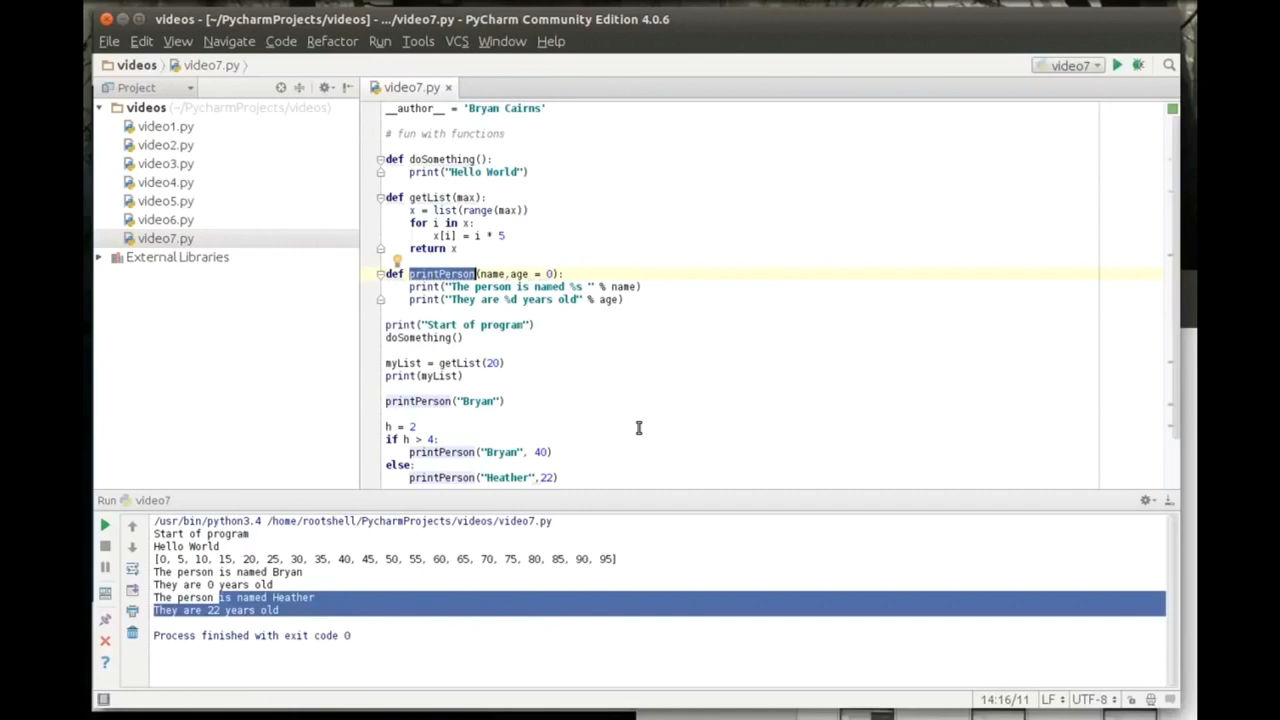 videos - [~/PycharmProjects/videos] - .../video7.py - PyCharm Community Edition 4.0.6
File Edit View Navigate Code Refactor Run Tools VCS Window Help
videos video7.py video7
Project video7.py
videos (~/PycharmProjects/videos)
video1.py
video2.py
video3.py
video4.py
video5.py
video6.py
video7.py
External Libraries
__author__ = 'Bryan Cairns'
# fun with functions
def doSomething():
print("Hello World")
def getList(max):
x = list(range(max))
for i in x:
x[i] = i * 5
return x
def printPerson(name,age = 0):
print("The person is named %s " % name)
print("They are %d years old" % age)
print("Start of program")
doSomething()
myList = getList(20)
print(myList)
printPerson("Bryan")
h = 2
if h > 4:
printPerson("Bryan", 40)
else:
printPerson("Heather",22)
Run video7
/usr/bin/python3.4 /home/rootshell/PycharmProjects/videos/video7.py
Start of program
Hello World
[0, 5, 10, 15, 20, 25, 30, 35, 40, 45, 50, 55, 60, 65, 70, 75, 80, 85, 90, 95]
The person is named Bryan
They are 0 years old
The person is named Heather
They are 22 years old
Process finished with exit code 0
14:16/11 LF UTF-8